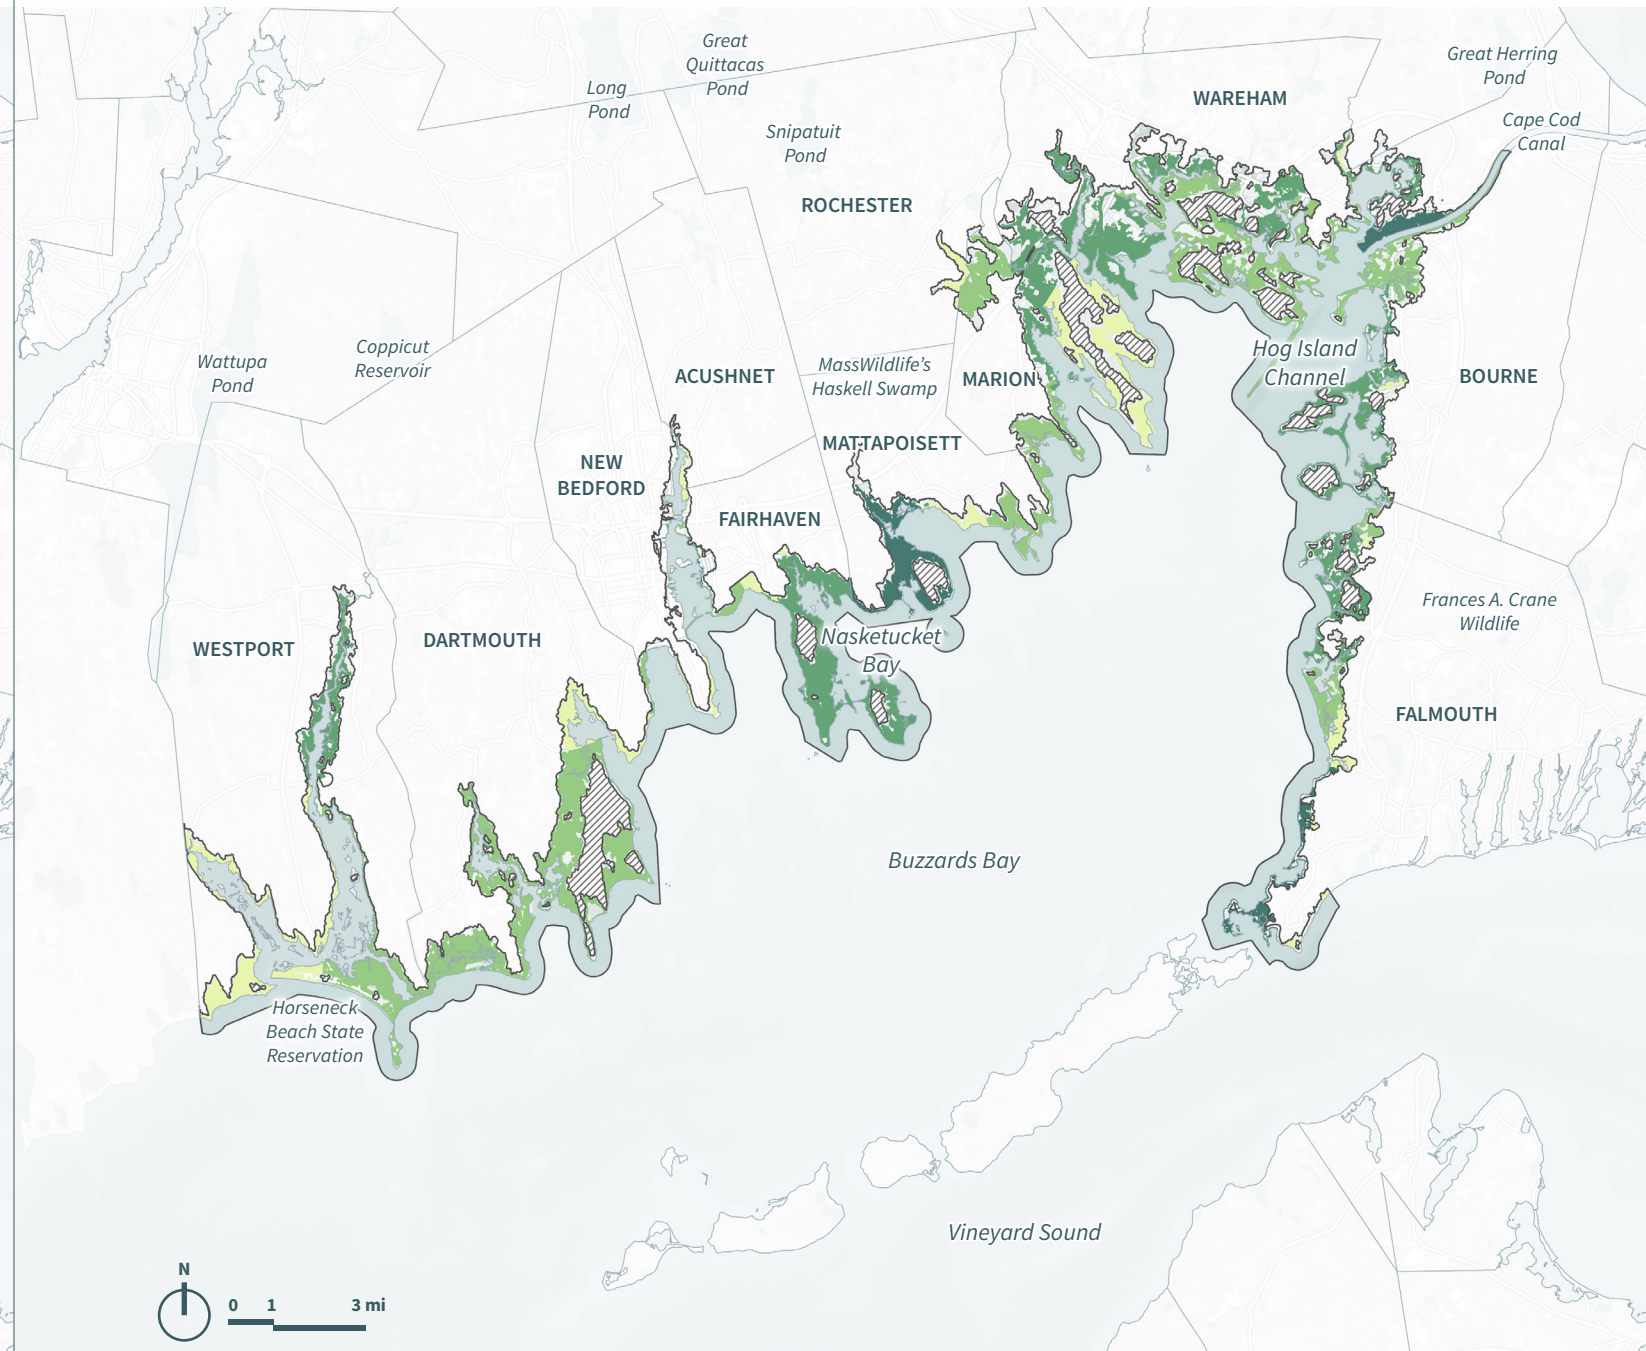 Great
Quittacas
Pond
Great Herring
Pond
Long
Pond
WAREHAM
Cape Cod
Canal
Snipatuit
Pond
ROCHESTER
Hog Island
Channel
Wattupa
Pond
Coppicut
Reservoir
ACUSHNET
MassWildlife's
Haskell Swamp
MARION
BOURNE
MATTAPOISETT
NEW
BEDFORD
FAIRHAVEN
Frances A. Crane
Wildlife
WESTPORT
DARTMOUTH
Nasketucket
Bay
FALMOUTH
Buzzards Bay
Horseneck
Beach State
Reservation
Vineyard Sound
N
0 1 3 mi